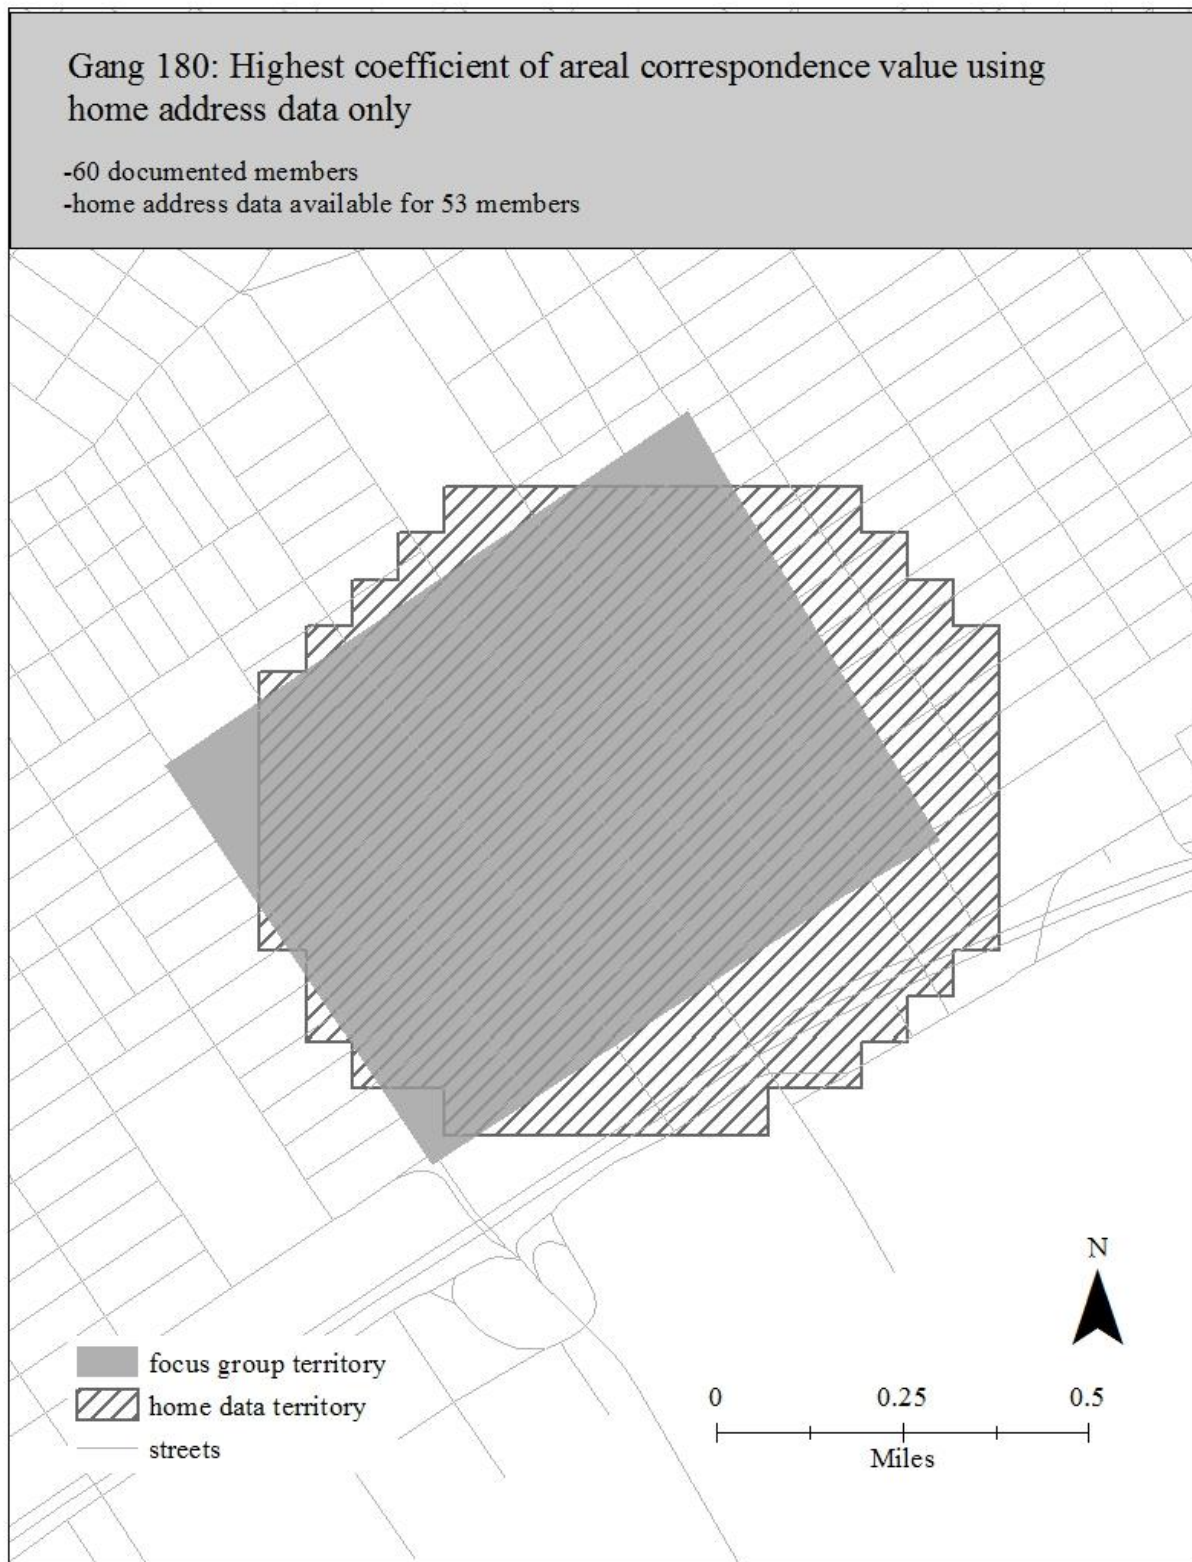 Gang 180: Highest coefficient of areal correspondence value using
home address data only
-60 documented members
-home address data available for 53 members
N
focus group territory
home data territory
streets
0 0.25 0.5
Miles